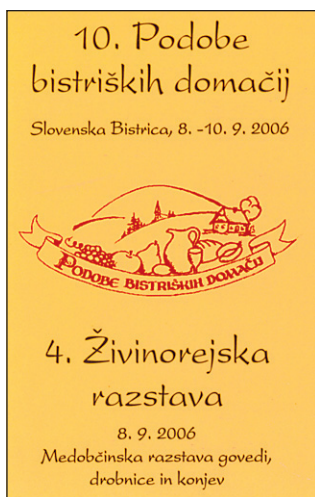 10. Podobe
bistriških domačij
Slovenska Bistrica, 8. -10. 9. 2006
PODOBE BISTRIŠKIH DOMAČIJ
4. Živinorejska
razstava
8. 9. 2006
Medobčinska razstava govedi,
drobnice in konjev